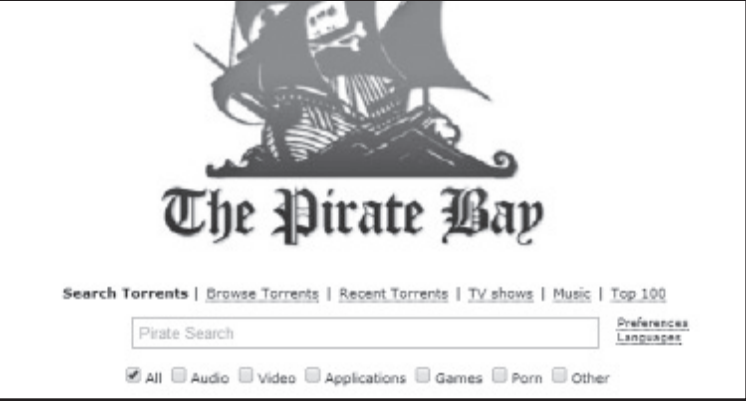 The Pirate Bay
Search Torrents | Browse Torrents | Recent Torrents | TV shows | Music | Top 100
Pirate Search
Preferences
Languages
All Audio Video Applications Games Porn Other